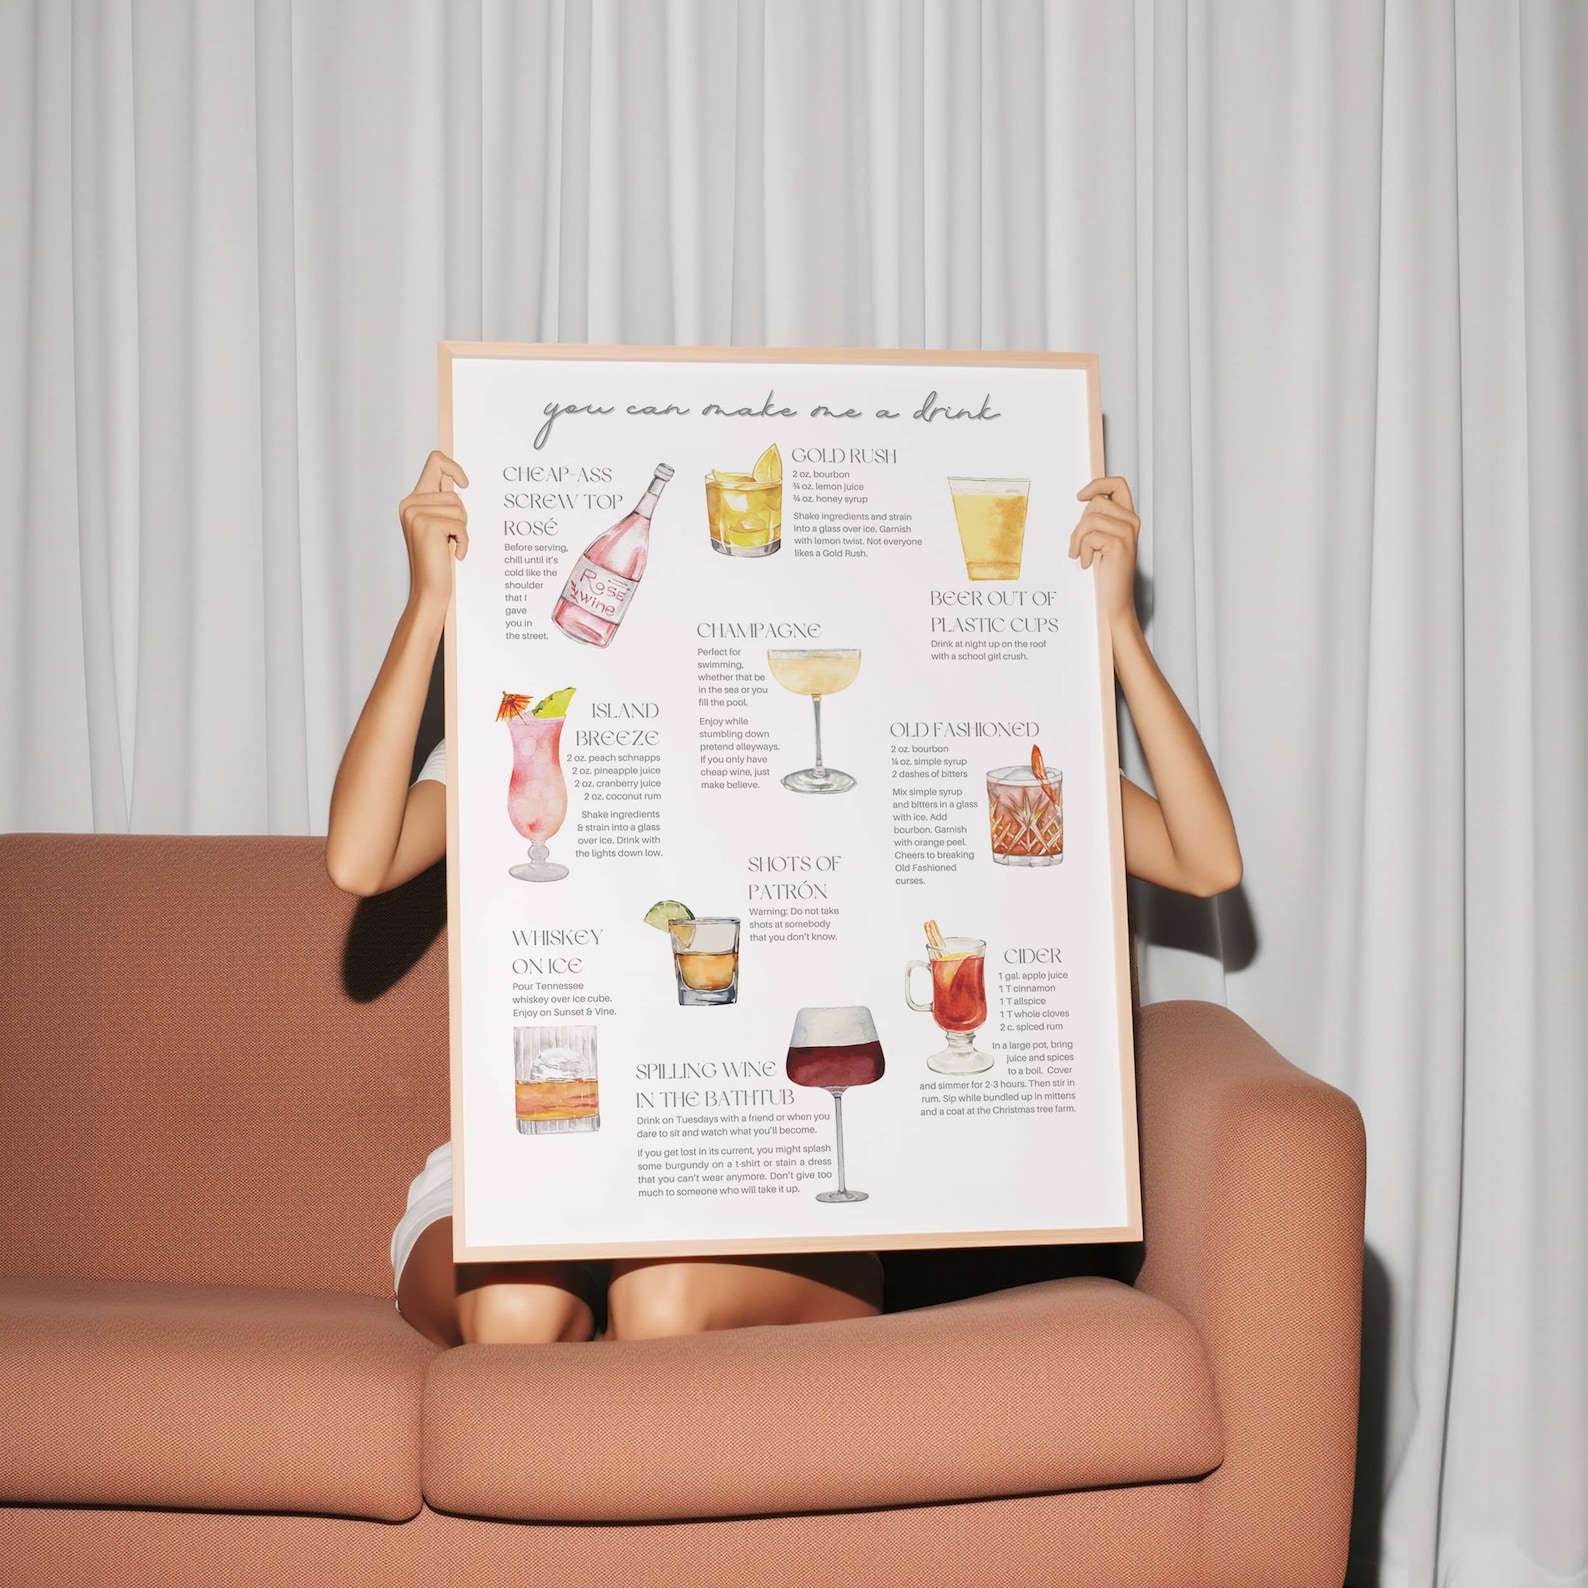 you can make me a drink
CHEAP-ASS
SCREW TOP
ROSÉ
Before serving,
chill until it's
cold like the
shoulder
that I
gave
you in
the street.
Rosé
wine
GOLD RUSH
2 oz. bourbon
¾ oz. lemon juice
¾ oz. honey syrup
Shake ingredients and strain
into a glass over ice. Garnish
with lemon twist. Not everyone
likes a Gold Rush.
BEER OUT OF
PLASTIC CUPS
Drink at night up on the roof
with a school girl crush.
CHAMPAGNE
Perfect for
swimming,
whether that be
in the sea or you
fill the pool.
Enjoy while
stumbling down
pretend alleyways.
If you only have
cheap wine, just
make believe.
ISLAND
BREEZE
2 oz. peach schnapps
2 oz. pineapple juice
2 oz. cranberry juice
2 oz. coconut rum
Shake ingredients
& strain into a glass
over ice. Drink with
the lights down low.
OLD FASHIONED
2 oz. bourbon
¼ oz. simple syrup
2 dashes of bitters
Mix simple syrup
and bitters in a glass
with ice. Add
bourbon. Garnish
with orange peel.
Cheers to breaking
Old Fashioned
curses.
SHOTS OF
PATRÓN
Warning: Do not take
shots at somebody
that you don't know.
WHISKEY
ON ICE
Pour Tennessee
whiskey over ice cube.
Enjoy on Sunset & Vine.
CIDER
1 gal. apple juice
1 T cinnamon
1 T allspice
1 T whole cloves
2 c. spiced rum
In a large pot, bring
juice and spices
to a boil. Cover
and simmer for 2-3 hours. Then stir in
rum. Sip while bundled up in mittens
and a coat at the Christmas tree farm.
SPILLING WINE
IN THE BATHTUB
Drink on Tuesdays with a friend or when you
dare to sit and watch what you'll become.
If you get lost in its current, you might splash
some burgundy on a t-shirt or stain a dress
that you can't wear anymore. Don't give too
much to someone who will take it up.